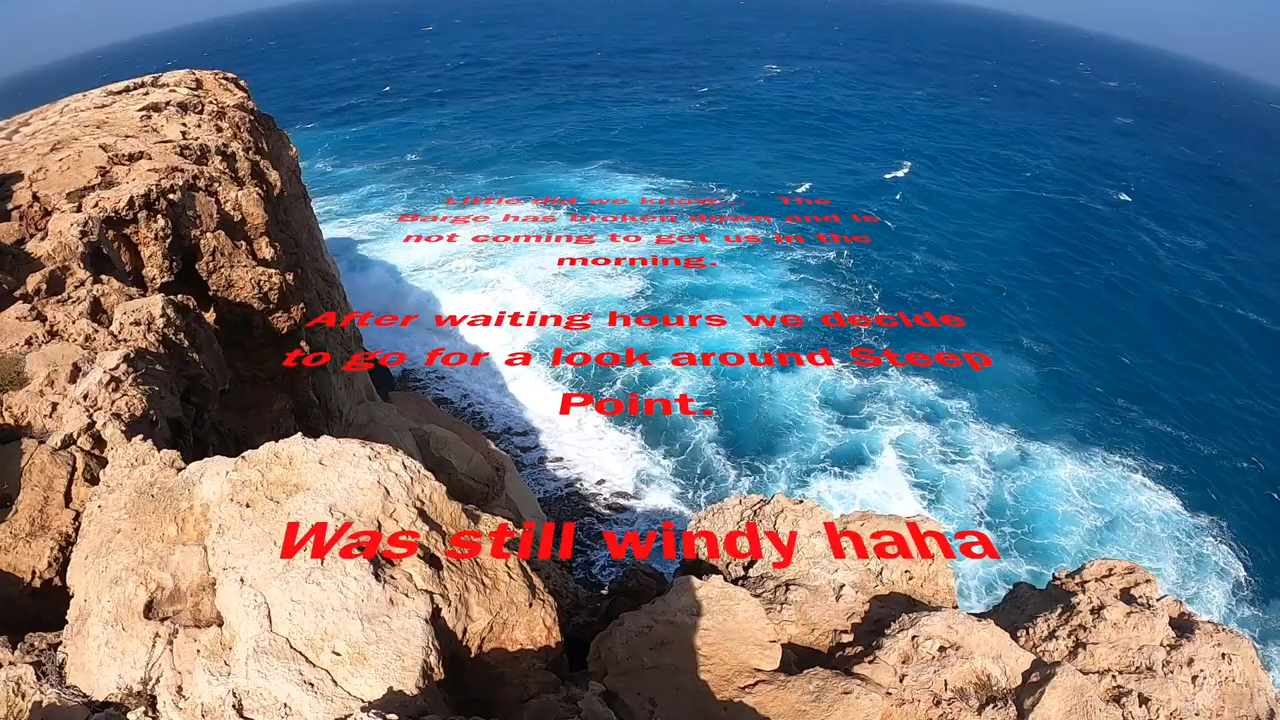 Little did we know... The
Barge has broken down and is
not coming to get us in the
morning.
After waiting hours we decide
to go for a look around Steep
Point.
Was still windy haha